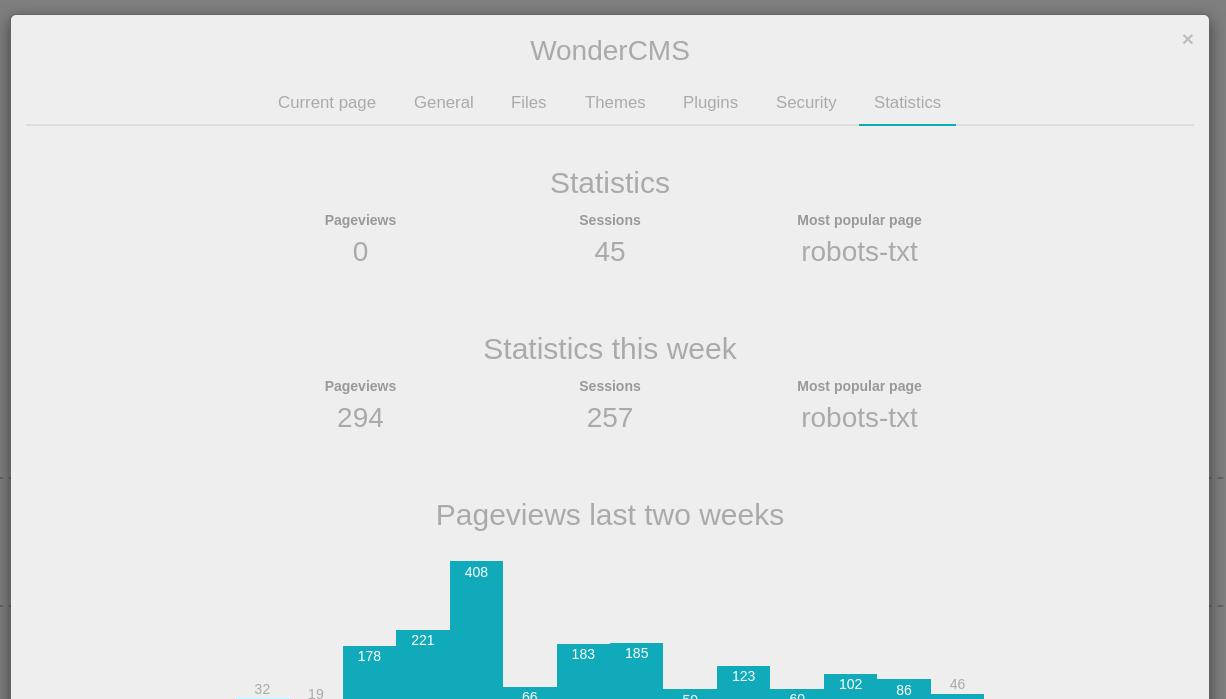 WonderCMS
×
Current page General Files Themes Plugins Security Statistics
Statistics
Pageviews Sessions Most popular page
0 45 robots-txt
Statistics this week
Pageviews Sessions Most popular page
294 257 robots-txt
Pageviews last two weeks
32 19 178 221 408 66 183 185 59 123 60 102 86 46